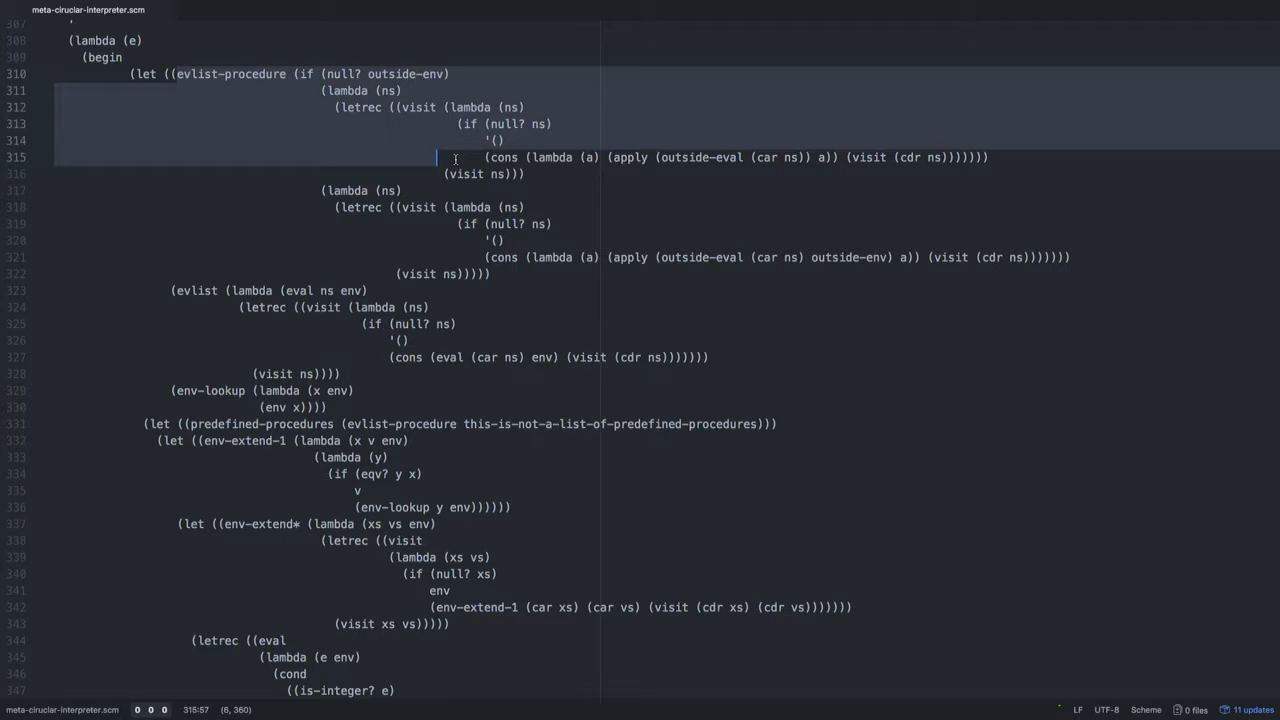 meta-ciruclar-interpreter.scm
307 '
308 (lambda (e)
309 (begin
310 (let ((evlist-procedure (if (null? outside-env)
311 (lambda (ns)
312 (letrec ((visit (lambda (ns)
313 (if (null? ns)
314 '()
315 (cons (lambda (a) (apply (outside-eval (car ns)) a)) (visit (cdr ns)))))))
316 (visit ns)))
317 (lambda (ns)
318 (letrec ((visit (lambda (ns)
319 (if (null? ns)
320 '()
321 (cons (lambda (a) (apply (outside-eval (car ns) outside-env) a)) (visit (cdr ns)))))))
322 (visit ns)))))
323 (evlist (lambda (eval ns env)
324 (letrec ((visit (lambda (ns)
325 (if (null? ns)
326 '()
327 (cons (eval (car ns) env) (visit (cdr ns)))))))
328 (visit ns))))
329 (env-lookup (lambda (x env)
330 (env x))))
331 (let ((predefined-procedures (evlist-procedure this-is-not-a-list-of-predefined-procedures)))
332 (let ((env-extend-1 (lambda (x v env)
333 (lambda (y)
334 (if (eqv? y x)
335 v
336 (env-lookup y env))))))
337 (let ((env-extend* (lambda (xs vs env)
338 (letrec ((visit
339 (lambda (xs vs)
340 (if (null? xs)
341 env
342 (env-extend-1 (car xs) (car vs) (visit (cdr xs) (cdr vs)))))))
343 (visit xs vs)))))
344 (letrec ((eval
345 (lambda (e env)
346 (cond
347 ((is-integer? e)
meta-ciruclar-interpreter.scm 0 0 0 315:57 (6, 360) LF UTF-8 Scheme 0 files 11 updates